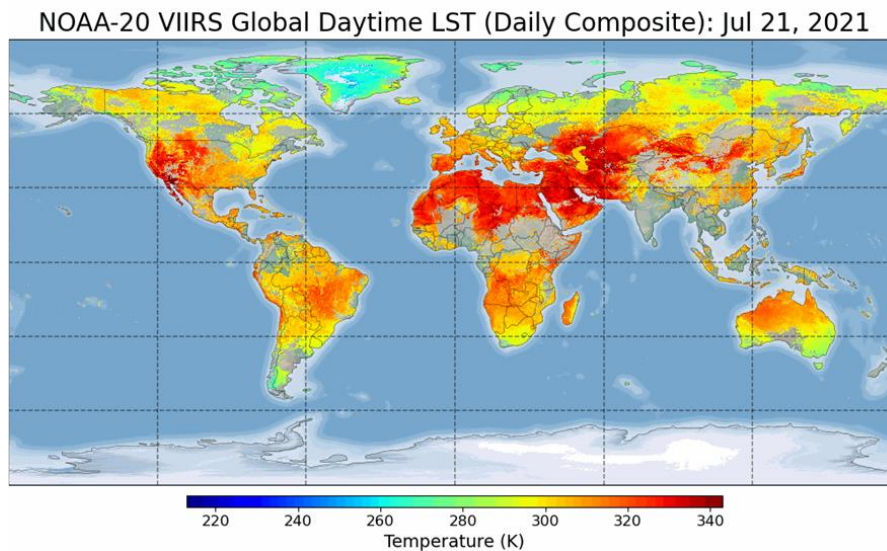 NOAA-20 VIIRS Global Daytime LST (Daily Composite): Jul 21, 2021
220 240 260 280 300 320 340
Temperature (K)